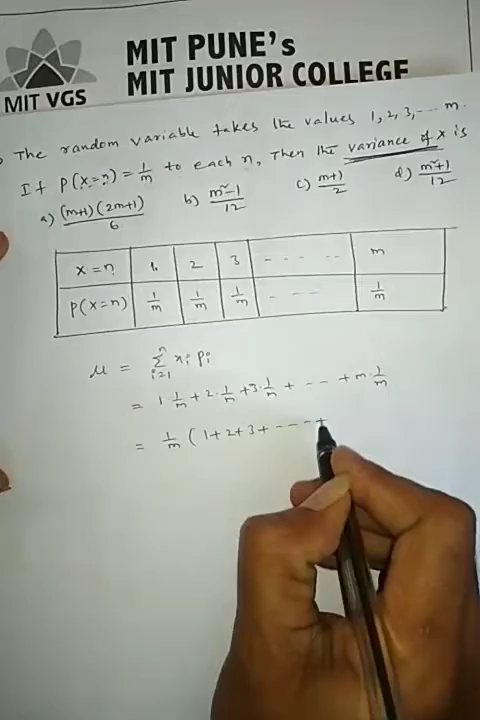 MIT VGS
MIT PUNE's
MIT JUNIOR COLLEGE
The random variable takes the values 1, 2, 3, --- m.
If P(x=n) = 1/m to each n, Then the variance of x is
a) (m+1)(2m+1)/6 b) m²-1/12 c) m+1/2 d) m²+1/12
x=n 1 2 3 - - - - - m
P(x=n) 1/m 1/m 1/m - - - 1/m
μ = Σ_{i=1}^{n} xi pi
= 1·1/m + 2·1/m + 3·1/m + --- + m·1/m
= 1/m (1+2+3+ ---- +